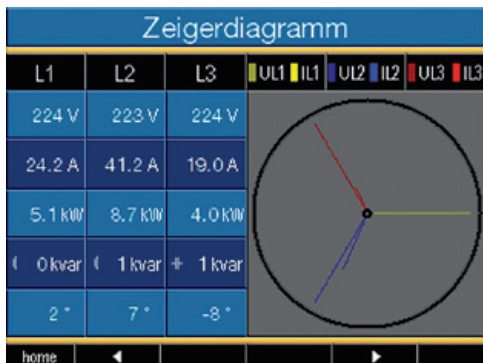 Zeigerdiagramm
L1 L2 L3 UL1 IL1 UL2 IL2 UL3 IL3
224 V 223 V 224 V
24.2 A 41.2 A 19.0 A
5.1 kW 8.7 kW 4.0 kW
0 kvar 1 kvar 1 kvar
2 ° 7 ° -8 °
home